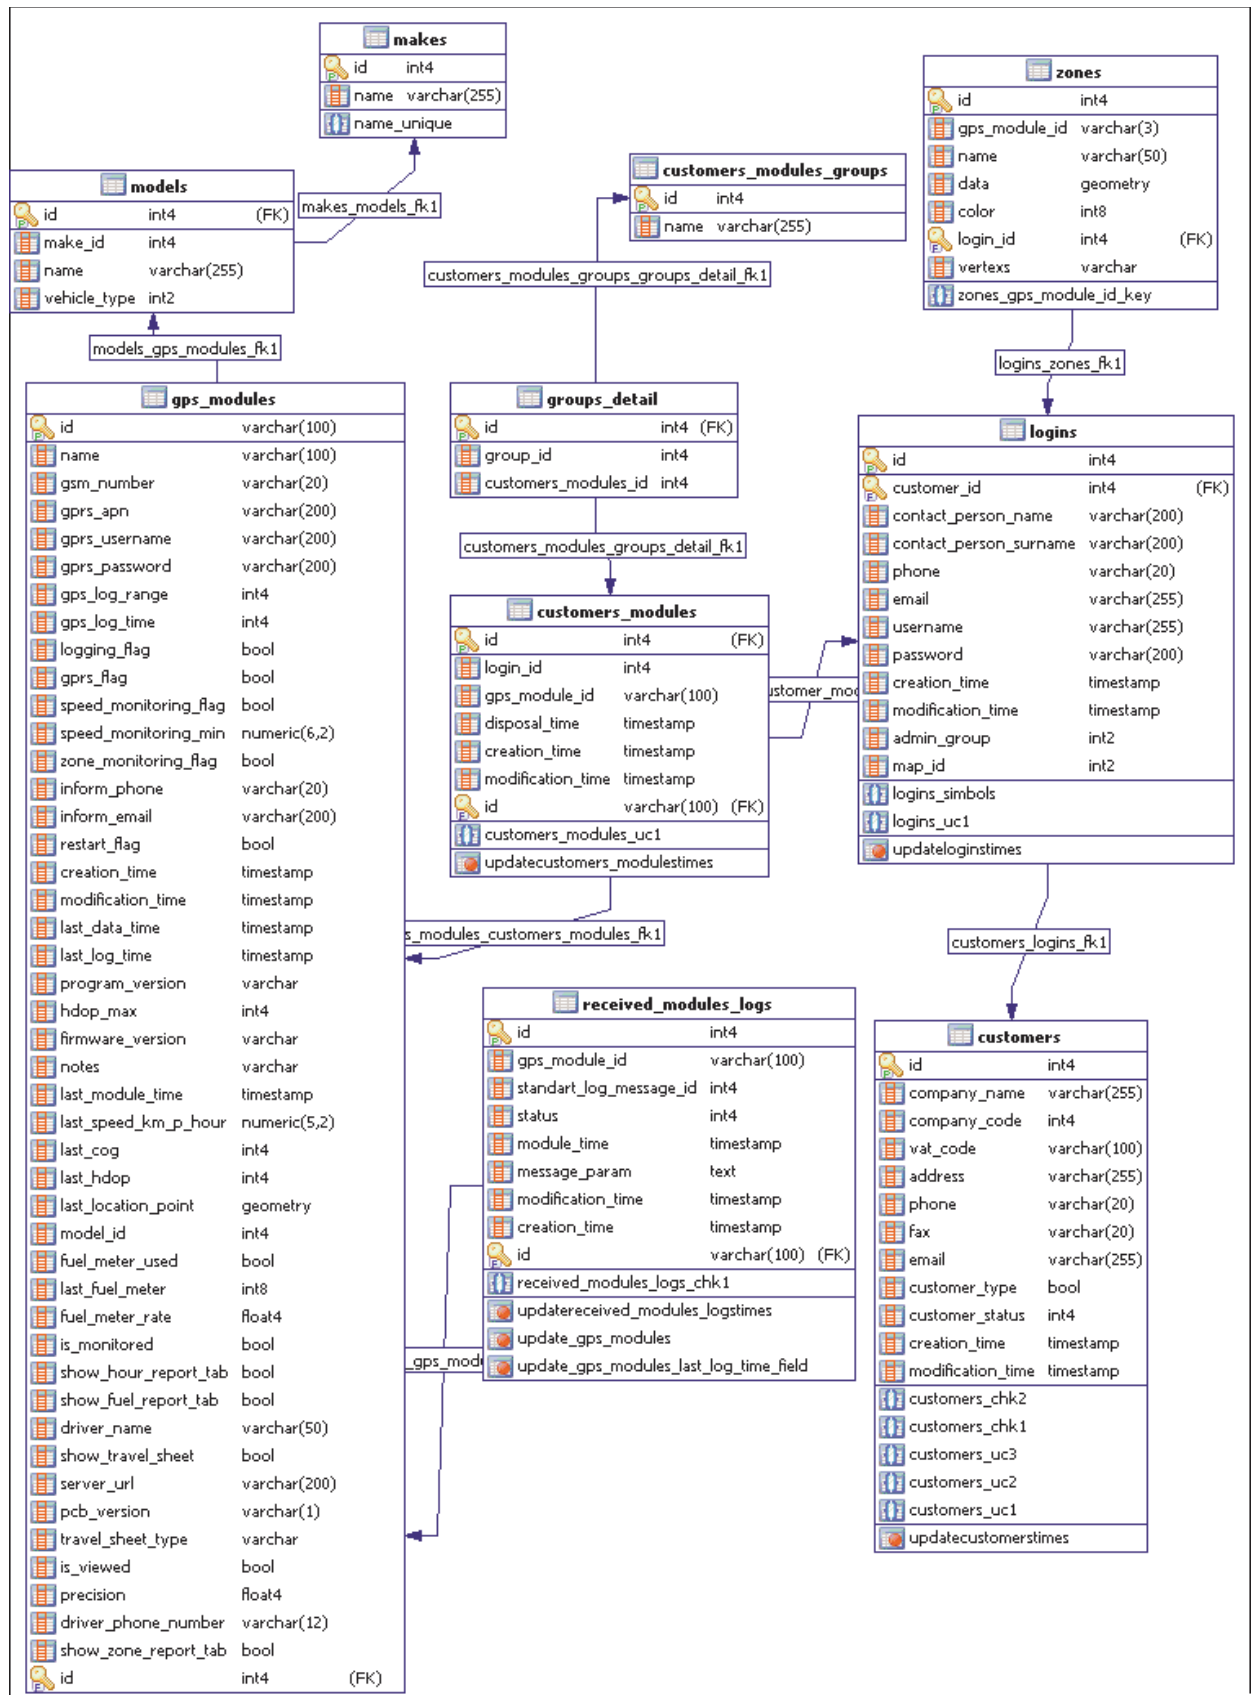 makes
id int4
name varchar(255)
name_unique
zones
id int4
gps_module_id varchar(3)
name varchar(50)
data geometry
color int8
login_id int4 (FK)
vertexs varchar
zones_gps_module_id_key
models
id int4 (FK)
make_id int4
name varchar(255)
vehicle_type int2
makes_models_fk1
customers_modules_groups
id int4
name varchar(255)
customers_modules_groups_groups_detail_fk1
models_gps_modules_fk1
logins_zones_fk1
gps_modules
id varchar(100)
name varchar(100)
gsm_number varchar(20)
gprs_apn varchar(200)
gprs_username varchar(200)
gprs_password varchar(200)
gps_log_range int4
gps_log_time int4
logging_flag bool
gprs_flag bool
speed_monitoring_flag bool
speed_monitoring_min numeric(6,2)
zone_monitoring_flag bool
inform_phone varchar(20)
inform_email varchar(200)
restart_flag bool
creation_time timestamp
modification_time timestamp
last_data_time timestamp
last_log_time timestamp
program_version varchar
hdop_max int4
firmware_version varchar
notes varchar
last_module_time timestamp
last_speed_km_p_hour numeric(5,2)
last_cog int4
last_hdop int4
last_location_point geometry
model_id int4
fuel_meter_used bool
last_fuel_meter int8
fuel_meter_rate float4
is_monitored bool
show_hour_report_tab bool
show_fuel_report_tab bool
driver_name varchar(50)
show_travel_sheet bool
server_url varchar(200)
pcb_version varchar(1)
travel_sheet_type varchar
is_viewed bool
precision float4
driver_phone_number varchar(12)
show_zone_report_tab bool
id int4 (FK)
groups_detail
id int4 (FK)
group_id int4
customers_modules_id int4
customers_modules_groups_detail_fk1
customers_modules
id int4 (FK)
login_id int4
gps_module_id varchar(100)
disposal_time timestamp
creation_time timestamp
modification_time timestamp
id varchar(100) (FK)
customers_modules_uc1
updatecustomers_modulestimes
ustomer_mo
s_modules_customers_modules_fk1
logins
id int4
customer_id int4 (FK)
contact_person_name varchar(200)
contact_person_surname varchar(200)
phone varchar(20)
email varchar(255)
username varchar(255)
password varchar(200)
creation_time timestamp
modification_time timestamp
admin_group int2
map_id int2
logins_simbols
logins_uc1
updateloginstimes
customers_logins_fk1
received_modules_logs
id int4
gps_module_id varchar(100)
standart_log_message_id int4
status int4
module_time timestamp
message_param text
modification_time timestamp
creation_time timestamp
id varchar(100) (FK)
received_modules_logs_chk1
updatereceived_modules_logstimes
update_gps_modules
update_gps_modules_last_log_time_field
_gps_mod
customers
id int4
company_name varchar(255)
company_code int4
vat_code varchar(100)
address varchar(255)
phone varchar(20)
fax varchar(20)
email varchar(255)
customer_type bool
customer_status int4
creation_time timestamp
modification_time timestamp
customers_chk2
customers_chk1
customers_uc3
customers_uc2
customers_uc1
updatecustomerstimes